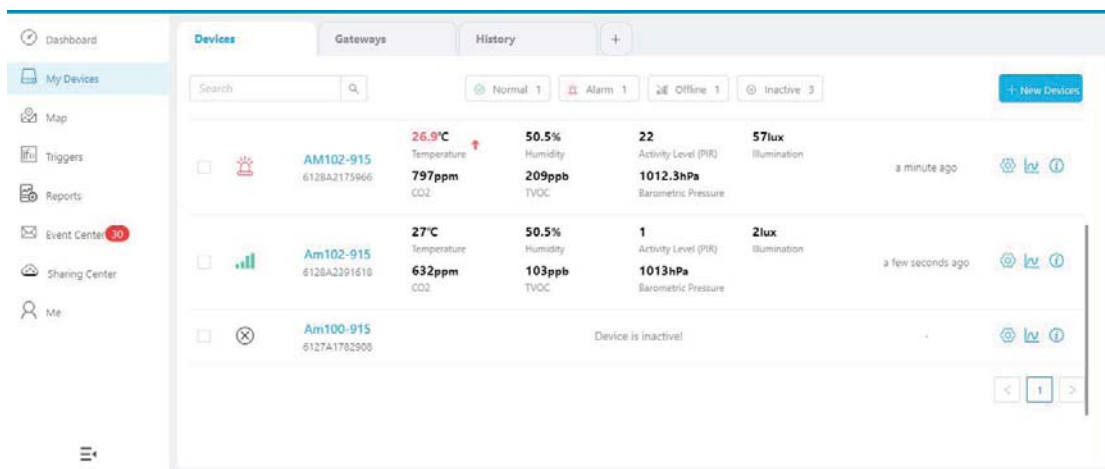 Dashboard
My Devices
Map
Triggers
Reports
Event Center 30
Sharing Center
Me
Devices
Gateways
History
+
Search
Normal 1
Alarm 1
Offline 1
Inactive 3
+ New Devices
AM102-915
6128A2175966
26.9°C
Temperature
50.5%
Humidity
22
Activity Level (PIR)
57lux
Illumination
797ppm
CO2
209ppb
TVOC
1012.3hPa
Barometric Pressure
a minute ago
Am102-915
6128A2391618
27°C
Temperature
50.5%
Humidity
1
Activity Level (PIR)
2lux
Illumination
632ppm
CO2
103ppb
TVOC
1013hPa
Barometric Pressure
a few seconds ago
Am100-915
6127A1782908
Device is inactive!
-
< 1 >